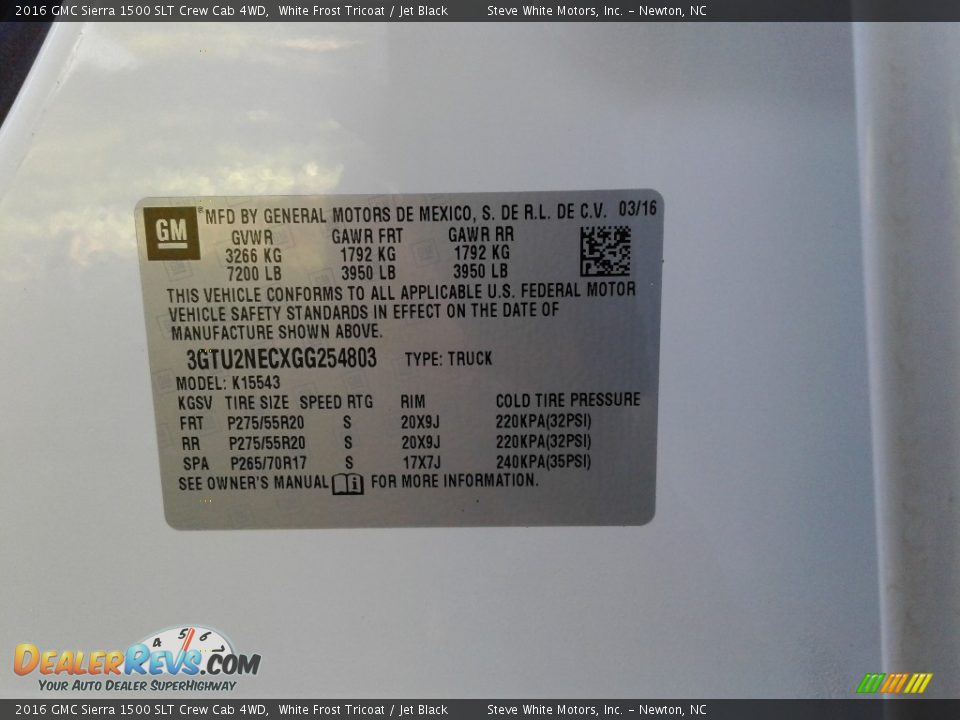 2016 GMC Sierra 1500 SLT Crew Cab 4WD, White Frost Tricoat / Jet Black Steve White Motors, Inc. - Newton, NC
GM ® MFD BY GENERAL MOTORS DE MEXICO, S. DE R.L. DE C.V. 03/16
GVWR GAWR FRT GAWR RR
3266 KG 1792 KG 1792 KG
7200 LB 3950 LB 3950 LB
THIS VEHICLE CONFORMS TO ALL APPLICABLE U.S. FEDERAL MOTOR
VEHICLE SAFETY STANDARDS IN EFFECT ON THE DATE OF
MANUFACTURE SHOWN ABOVE.
3GTU2NECXGG254803 TYPE: TRUCK
MODEL: K15543
KGSV TIRE SIZE SPEED RTG RIM COLD TIRE PRESSURE
FRT P275/55R20 S 20X9J 220KPA(32PSI)
RR P275/55R20 S 20X9J 220KPA(32PSI)
SPA P265/70R17 S 17X7J 240KPA(35PSI)
SEE OWNER'S MANUAL i FOR MORE INFORMATION.
4 5 6 7
DEALERREVS.COM
YOUR AUTO DEALER SUPERHIGHWAY
2016 GMC Sierra 1500 SLT Crew Cab 4WD, White Frost Tricoat / Jet Black Steve White Motors, Inc. - Newton, NC